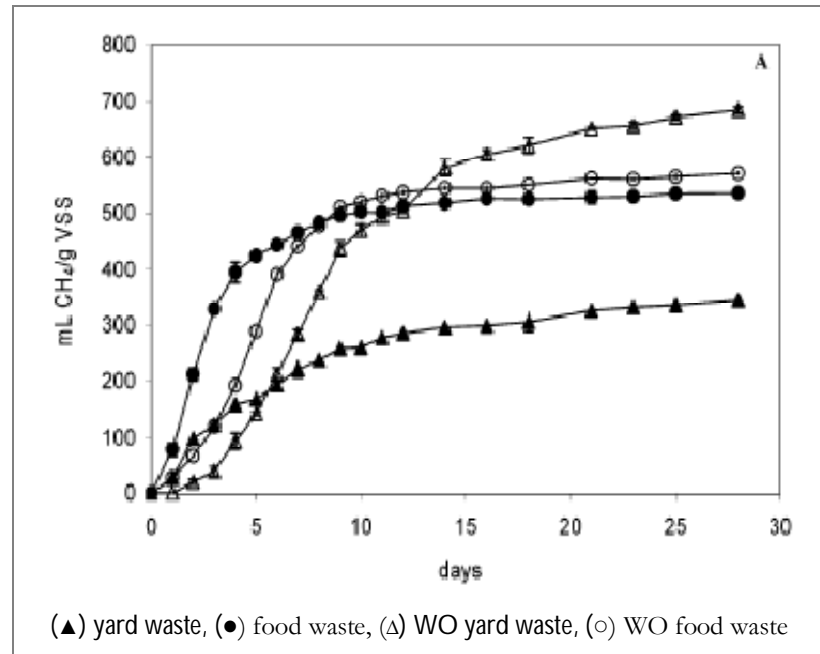 800
A
700
600
500
400
300
200
100
0
mL CH₄/g VSS
0 5 10 15 20 25 30
days
(▲) yard waste, (●) food waste, (Δ) WO yard waste, (○) WO food waste